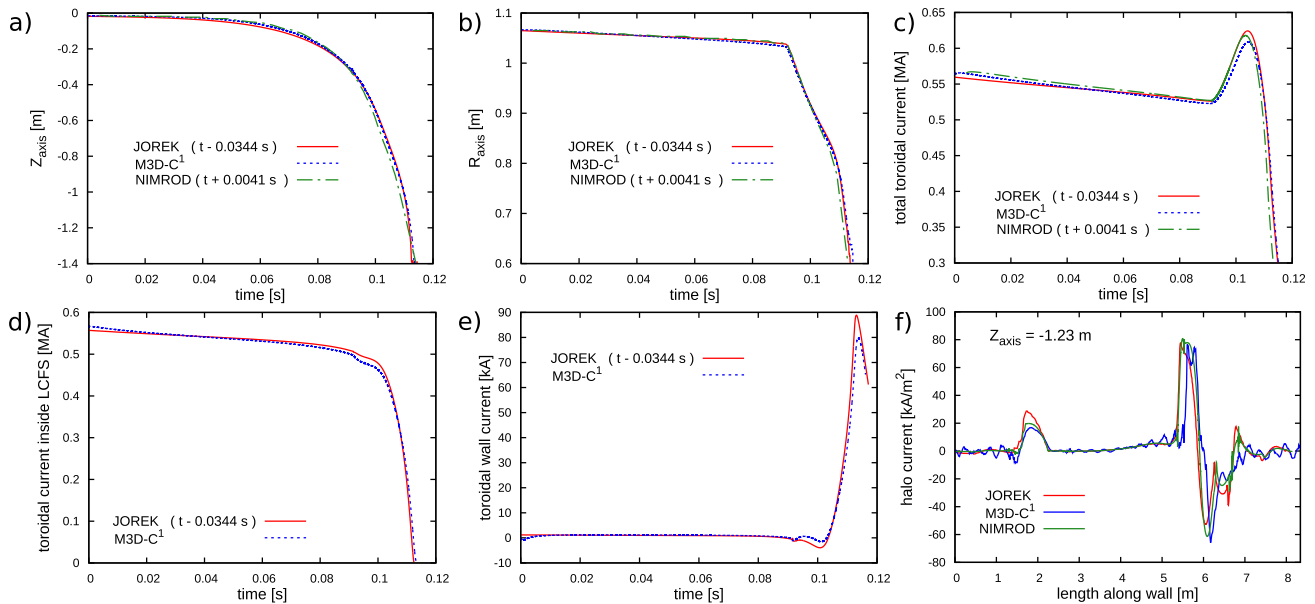 a)
0
-0.2
-0.4
-0.6
-0.8
-1
-1.2
-1.4
Z_axis [m]
JOREK ( t - 0.0344 s )
M3D-C^1
NIMROD ( t + 0.0041 s )
0 0.02 0.04 0.06 0.08 0.1 0.12
time [s]
b)
1.1
1
0.9
0.8
0.7
0.6
R_axis [m]
JOREK ( t - 0.0344 s )
M3D-C^1
NIMROD ( t + 0.0041 s )
0 0.02 0.04 0.06 0.08 0.1 0.12
time [s]
c)
0.65
0.6
0.55
0.5
0.45
0.4
0.35
0.3
total toroidal current [MA]
JOREK ( t - 0.0344 s )
M3D-C^1
NIMROD ( t + 0.0041 s )
0 0.02 0.04 0.06 0.08 0.1 0.12
time [s]
d)
0.6
0.5
0.4
0.3
0.2
0.1
0
toroidal current inside LCFS [MA]
JOREK ( t - 0.0344 s )
M3D-C^1
0 0.02 0.04 0.06 0.08 0.1 0.12
time [s]
e)
90
80
70
60
50
40
30
20
10
0
-10
toroidal wall current [kA]
JOREK ( t - 0.0344 s )
M3D-C^1
0 0.02 0.04 0.06 0.08 0.1 0.12
time [s]
f)
100
80
60
40
20
0
-20
-40
-60
-80
halo current [kA/m^2]
Z_axis = -1.23 m
JOREK
M3D-C^1
NIMROD
0 1 2 3 4 5 6 7 8
length along wall [m]